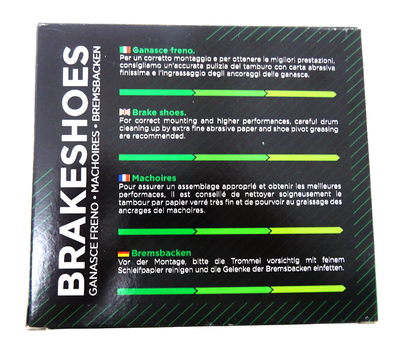 BRAKESHOES
GANASCE FRENO • MACHOIRES • BREMSBACKEN
Ganasce freno.
Per un corretto montaggio e per ottenere le migliori prestazioni,
consigliamo un'accurata pulizia del tamburo con carta abrasiva
finissima e l'ingrassaggio degli ancoraggi delle ganasce.
Brake shoes.
For correct mounting and higher performances, careful drum
cleaning up by extra fine abrasive paper and shoe pivot greasing
are recommended.
Machoires
Pour assurer un assemblage approprié et obtenir les meilleures
performaces, il est conseillé de nettoyer soigneusement le
tambour par papier verré très fin et de pourvoir au graissage des
ancrages del machoires.
Bremsbacken
Vor der Montage, bitte die Trommel vorsichtig mit feinem
Schleifpapier reinigen und die Gelenke der Bremsbacken einfetten.